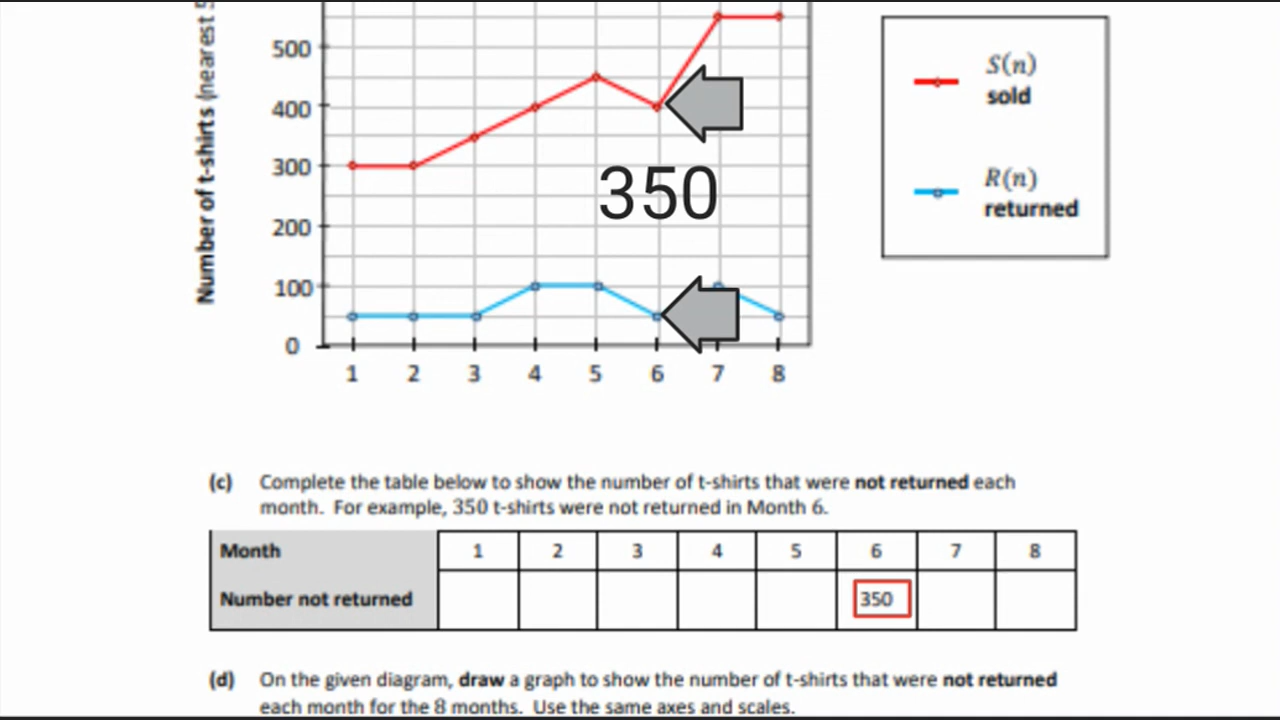 Number of t-shirts (nearest
500
400
300
200
100
0
350
1 2 3 4 5 6 7 8
S(n)
sold
R(n)
returned
(c) Complete the table below to show the number of t-shirts that were not returned each
month. For example, 350 t-shirts were not returned in Month 6.
Month 1 2 3 4 5 6 7 8
Number not returned 350
(d) On the given diagram, draw a graph to show the number of t-shirts that were not returned
each month for the 8 months. Use the same axes and scales.